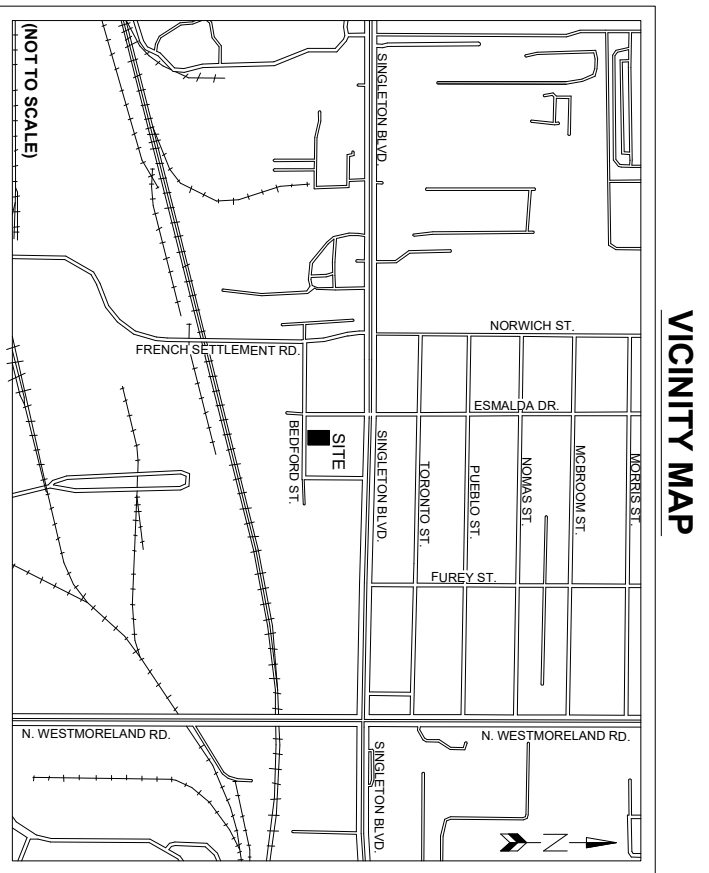 VICINITY MAP
SINGLETON BLVD.
NORWICH ST.
FRENCH SETTLEMENT RD.
ESMALDA DR.
MORRIS ST.
MCBROOM ST.
NOMAS ST.
PUEBLO ST.
TORONTO ST.
SINGLETON BLVD.
SITE
BEDFORD ST.
FUREY ST.
N. WESTMORELAND RD.
N. WESTMORELAND RD.
SINGLETON BLVD.
N
(NOT TO SCALE)